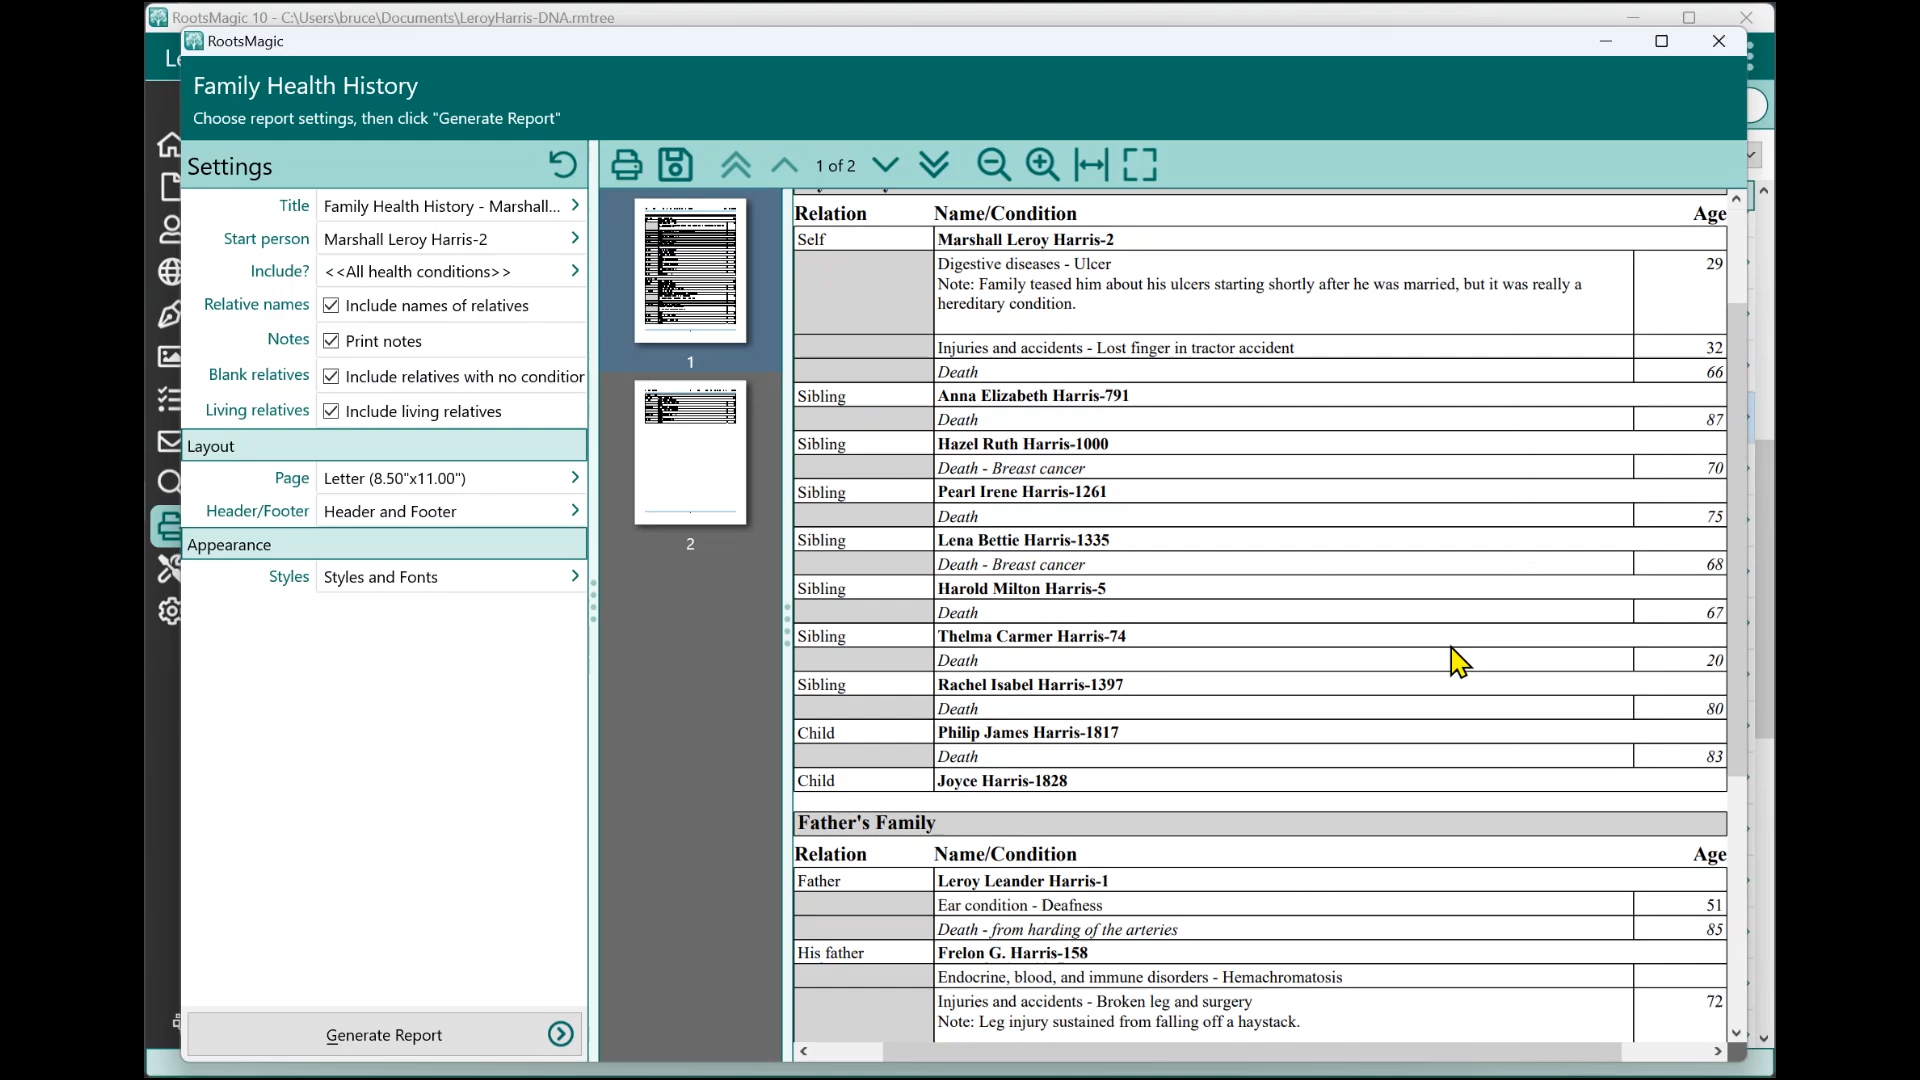 RootsMagic 10 - C:\Users\bruce\Documents\LeroyHarris-DNA.rmtree
RootsMagic
Family Health History
Choose report settings, then click "Generate Report"
Settings
1 of 2
Title Family Health History - Marshall...
Start person Marshall Leroy Harris-2
Include? <<All health conditions>>
Relative names Include names of relatives
Notes Print notes
Blank relatives Include relatives with no condition
Living relatives Include living relatives
Layout
Page Letter (8.50"x11.00")
Header/Footer Header and Footer
Appearance
Styles Styles and Fonts
Generate Report
1
2
Relation Name/Condition Age
Self Marshall Leroy Harris-2
Digestive diseases - Ulcer 29
Note: Family teased him about his ulcers starting shortly after he was married, but it was really a
hereditary condition.
Injuries and accidents - Lost finger in tractor accident 32
Death 66
Sibling Anna Elizabeth Harris-791
Death 87
Sibling Hazel Ruth Harris-1000
Death - Breast cancer 70
Sibling Pearl Irene Harris-1261
Death 75
Sibling Lena Bettie Harris-1335
Death - Breast cancer 68
Sibling Harold Milton Harris-5
Death 67
Sibling Thelma Carmer Harris-74
Death 20
Sibling Rachel Isabel Harris-1397
Death 80
Child Philip James Harris-1817
Death 83
Child Joyce Harris-1828
Father's Family
Relation Name/Condition Age
Father Leroy Leander Harris-1
Ear condition - Deafness 51
Death - from harding of the arteries 85
His father Frelon G. Harris-158
Endocrine, blood, and immune disorders - Hemachromatosis
Injuries and accidents - Broken leg and surgery 72
Note: Leg injury sustained from falling off a haystack.